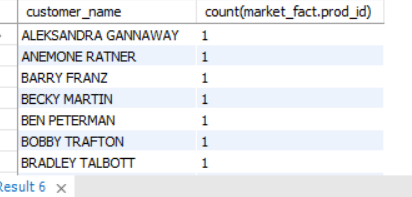 customer_name count(market_fact.prod_id)
ALEKSANDRA GANNAWAY 1
ANEMONE RATNER 1
BARRY FRANZ 1
BECKY MARTIN 1
BEN PETERMAN 1
BOBBY TRAFTON 1
BRADLEY TALBOTT 1
Result 6 ×